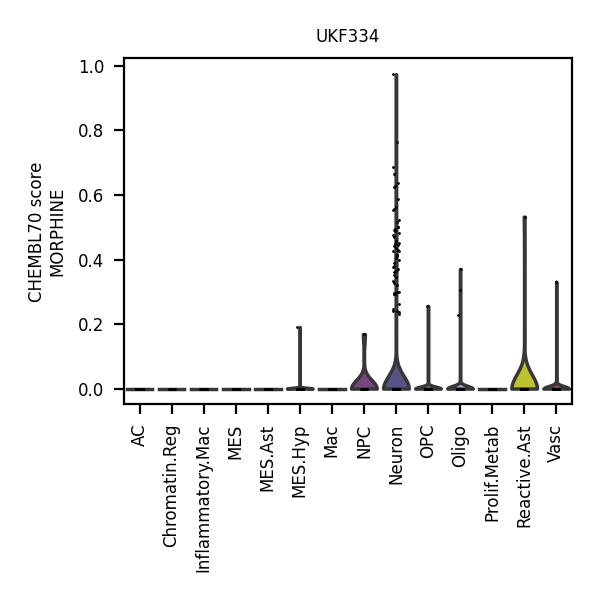 UKF334
CHEMBL70 score
MORPHINE
1.0
0.8
0.6
0.4
0.2
0.0
AC
Chromatin.Reg
Inflammatory.Mac
MES
MES.Ast
MES.Hyp
Mac
NPC
Neuron
OPC
Oligo
Prolif.Metab
Reactive.Ast
Vasc